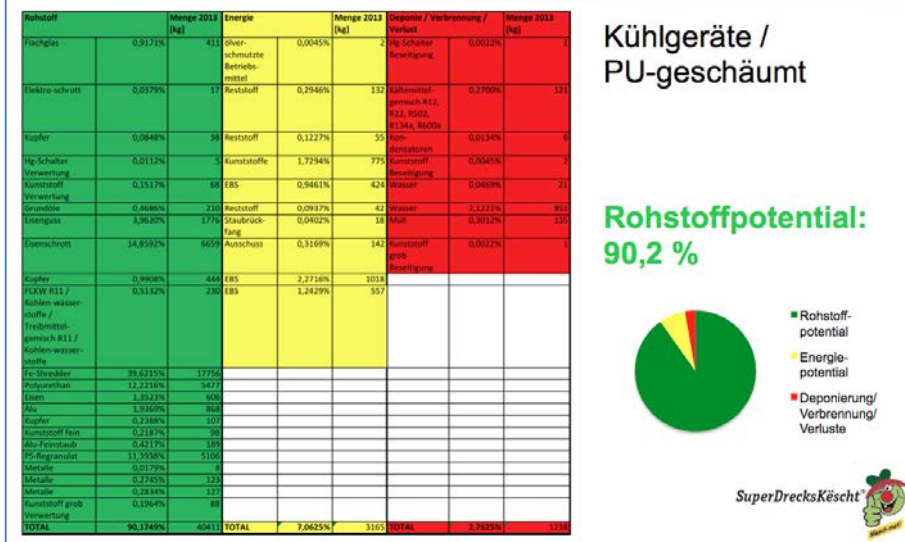 Rohstoff Menge 2013 [kg] Energie Menge 2013 [kg] Deponie / Verbrennung / Verlust Menge 2013 [kg]
Flachglas 0,9171% 411 ölver-schmutzte Betriebs-mittel 0,0045% 2 Hg-Schalter Beseitigung 0,0022% 1
Elektro-schrott 0,0379% 17 Reststoff 0,2946% 132 Kältemittel-gemisch R12, R22, R502, R134a, R600a 0,2700% 121
Kupfer 0,0848% 38 Reststoff 0,1227% 55 Kon-densatoren 0,0134% 6
Hg-Schalter Verwertung 0,0112% 5 Kunststoffe 1,7294% 775 Kunststoff Beseitigung 0,0045% 2
Kunststoff Verwertung 0,1517% 68 EBS 0,9461% 424 Wasser 0,0469% 21
Grundöle 0,4686% 210 Reststoff 0,0937% 42 Wasser 2,1221% 951
Eisenguss 3,9630% 1776 Staubrück-fang 0,0402% 18 Müll 0,3012% 135
Eisenschrott 14,8592% 6659 Ausschuss 0,3169% 142 Kunststoff grob Beseitigung 0,0022% 1
Kupfer 0,9908% 444 EBS 2,2716% 1018
FCKW R11 / Kohlen-wasser-stoffe / Treibmittel-gemisch R11 / Kohlen-wasser-stoffe 0,5132% 230 EBS 1,2429% 557
Fe-Shredder 39,6215% 17756
Polyurethan 12,2216% 5477
Eisen 1,3523% 606
Alu 1,9369% 868
Kupfer 0,2388% 107
Kunststoff fein 0,2187% 98
Alu-Feinstaub 0,4217% 189
PS-Regranulat 11,3938% 5106
Metalle 0,0179% 8
Metalle 0,2745% 123
Metalle 0,2834% 127
Kunststoff grob Verwertung 0,1964% 88
TOTAL 90,1749% 40411 TOTAL 7,0625% 3165 TOTAL 2,7625% 1238
Kühlgeräte /
PU-geschäumt
Rohstoffpotential:
90,2 %
Rohstoff-
potential
Energie-
potential
Deponierung/
Verbrennung/
Verluste
SuperDrecksKëscht